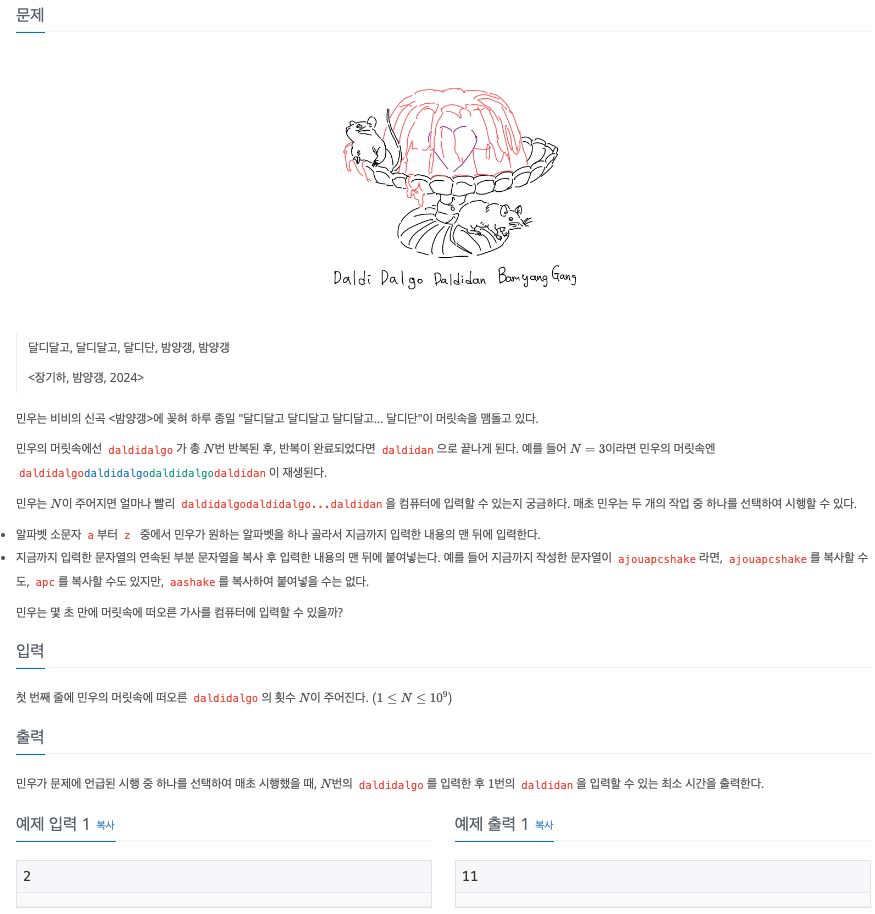 문제
Daldi Dalgo Daldidan Bamyang Gang
달디달고, 달디달고, 달디단, 밤양갱, 밤양갱
<장기하, 밤양갱, 2024>
민우는 비비의 신곡 <밤양갱>에 꽂혀 하루 종일 "달디달고 달디달고 달디달고... 달디단"이 머릿속을 맴돌고 있다.
민우의 머릿속에선 daldidalgo 가 총 N번 반복된 후, 반복이 완료되었다면 daldidan 으로 끝나게 된다. 예를 들어 N = 3이라면 민우의 머릿속엔
daldidalgodaldidalgodaldidalgodaldidan 이 재생된다.
민우는 N이 주어지면 얼마나 빨리 daldidalgodaldidalgo...daldidan 을 컴퓨터에 입력할 수 있는지 궁금하다. 매초 민우는 두 개의 작업 중 하나를 선택하여 시행할 수 있다.
• 알파벳 소문자 a 부터 z 중에서 민우가 원하는 알파벳을 하나 골라서 지금까지 입력한 내용의 맨 뒤에 입력한다.
• 지금까지 입력한 문자열의 연속된 부분 문자열을 복사 후 입력한 내용의 맨 뒤에 붙여넣는다. 예를 들어 지금까지 작성한 문자열이 ajouapcshake 라면, ajouapcshake 를 복사할 수
도, apc 를 복사할 수도 있지만, aashake 를 복사하여 붙여넣을 수는 없다.
민우는 몇 초 만에 머릿속에 떠오른 가사를 컴퓨터에 입력할 수 있을까?
입력
첫 번째 줄에 민우의 머릿속에 떠오른 daldidalgo 의 횟수 N이 주어진다. (1 ≤ N ≤ 10⁹)
출력
민우가 문제에 언급된 시행 중 하나를 선택하여 매초 시행했을 때, N번의 daldidalgo 를 입력한 후 1번의 daldidan 을 입력할 수 있는 최소 시간을 출력한다.
예제 입력 1 복사
예제 출력 1 복사
2
11